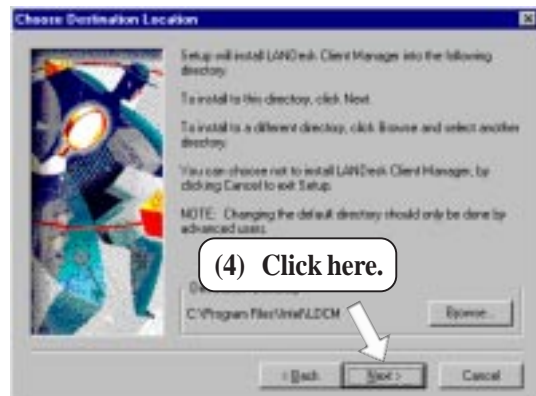 Choose Destination Location
Setup will install LANDesk Client Manager into the following
directory.
To install to this directory, click Next.
To install to a different directory, click Browse and select another
directory.
You can choose not to install LANDesk Client Manager, by
clicking Cancel to exit Setup.
NOTE: Changing the default directory should only be done by
advanced users.
(4) Click here.
C:\Program Files\Intel\LDCM
Browse...
< Back
Next >
Cancel